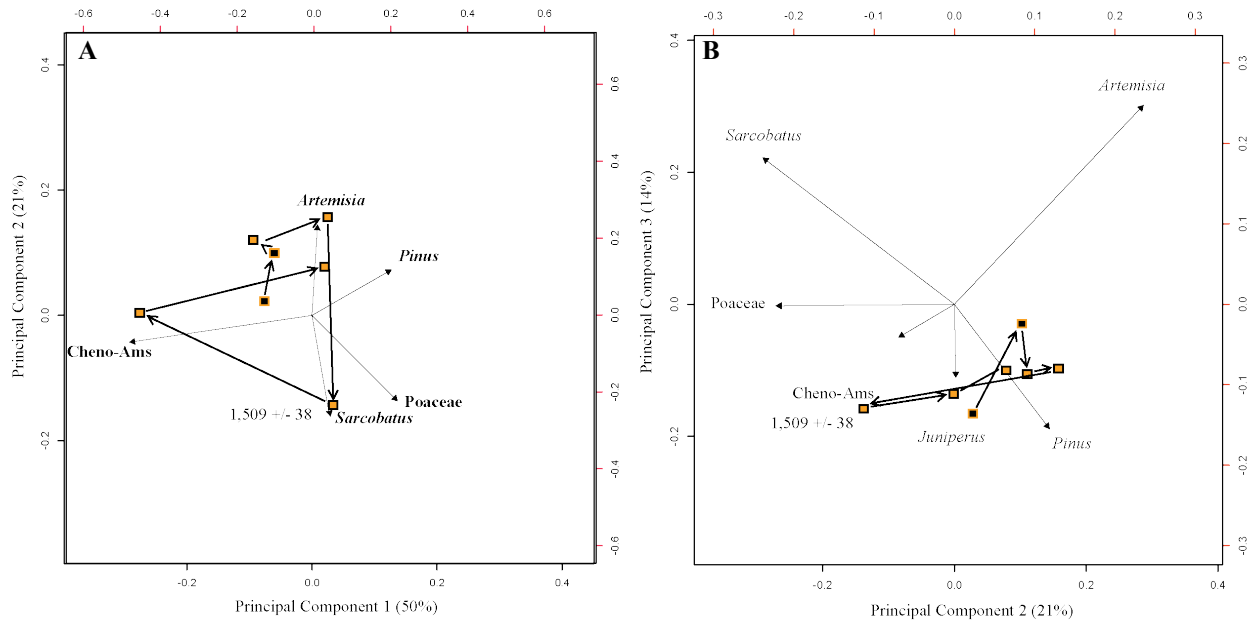 -0.6 -0.4 -0.2 0.0 0.2 0.4 0.6
A
0.4
0.2
0.0
-0.2
Principal Component 2 (21%)
0.6
0.4
0.2
0.0
-0.2
-0.4
-0.6
Artemisia
Pinus
Cheno-Ams
Poaceae
1,509 +/- 38
Sarcobatus
-0.2 0.0 0.2 0.4
Principal Component 1 (50%)
-0.3 -0.2 -0.1 0.0 0.1 0.2 0.3
B
0.4
0.2
0.0
-0.2
Principal Component 3 (14%)
0.3
0.2
0.1
0.0
-0.1
-0.2
-0.3
Artemisia
Sarcobatus
Poaceae
Cheno-Ams
1,509 +/- 38
Juniperus
Pinus
-0.2 0.0 0.2 0.4
Principal Component 2 (21%)